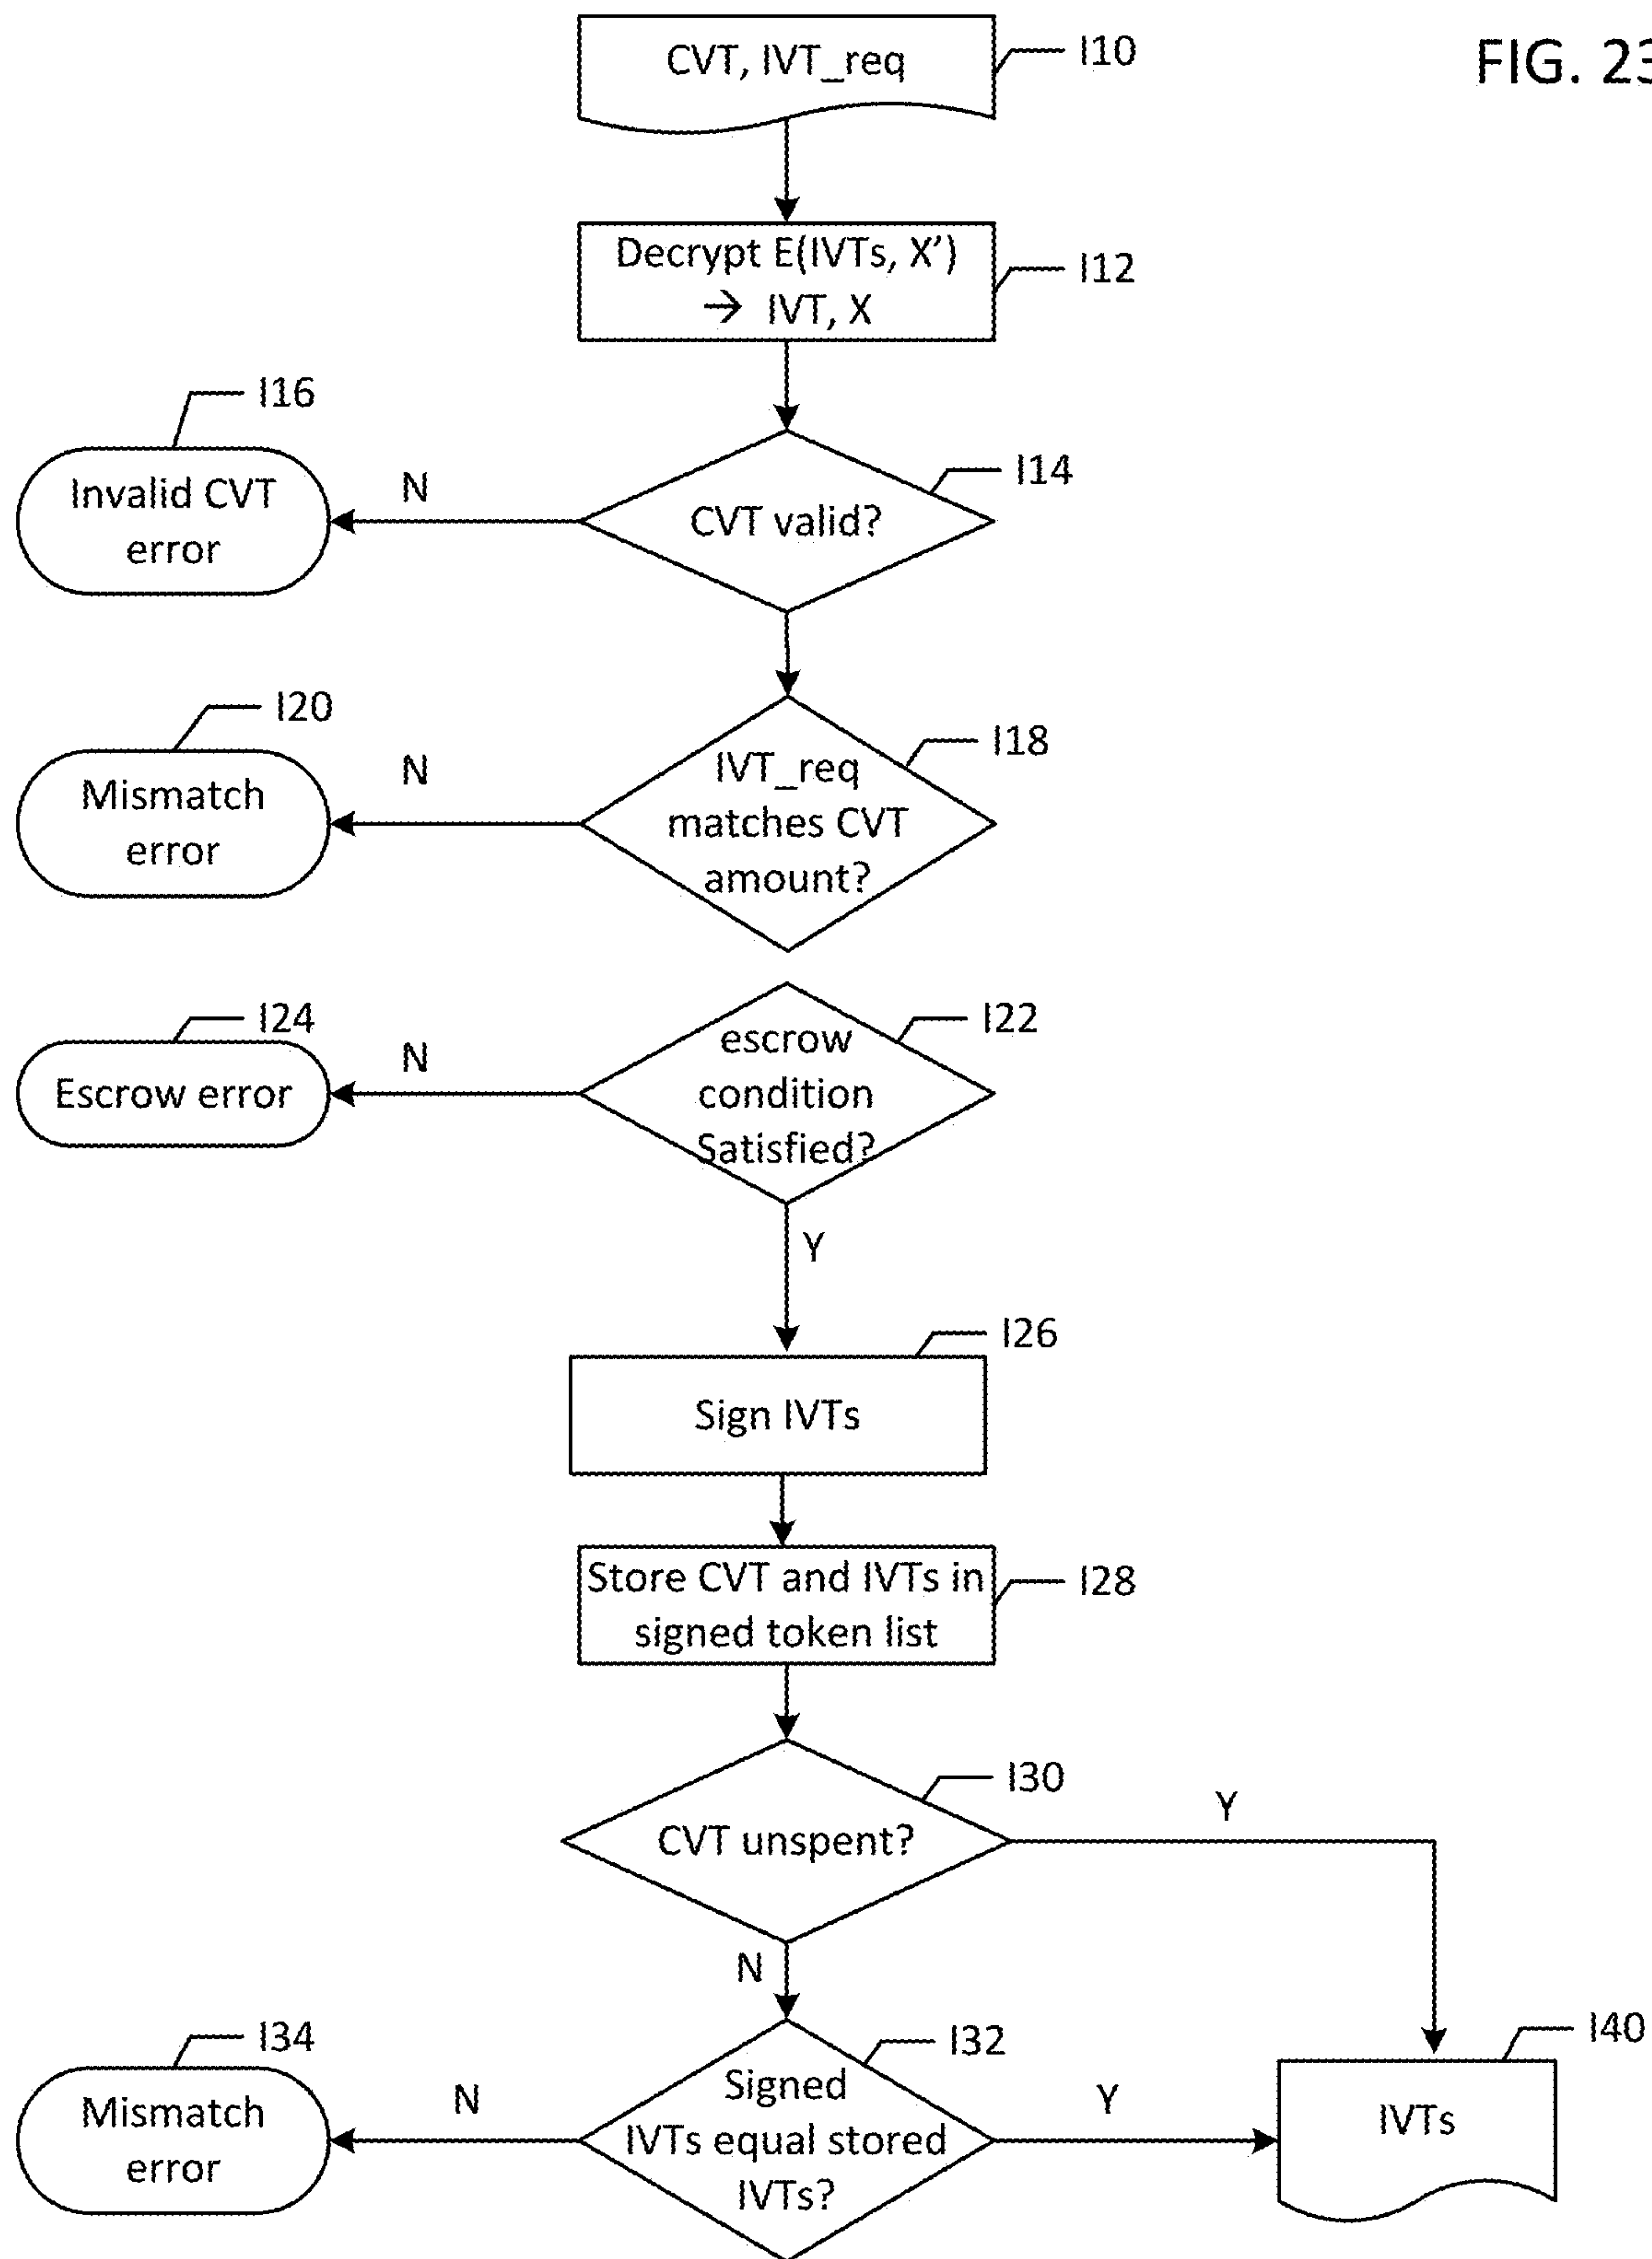 FIG. 23
CVT, IVT_req
I10
Decrypt E(IVTs, X’)
→ IVT, X
I12
I16
Invalid CVT
error
N
CVT valid?
I14
I20
Mismatch
error
N
IVT_req
matches CVT
amount?
I18
I24
Escrow error
N
escrow
condition
Satisfied?
I22
Y
I26
Sign IVTs
Store CVT and IVTs in
signed token list
I28
CVT unspent?
I30
Y
N
I34
Mismatch
error
N
Signed
IVTs equal stored
IVTs?
I32
Y
I40
IVTs